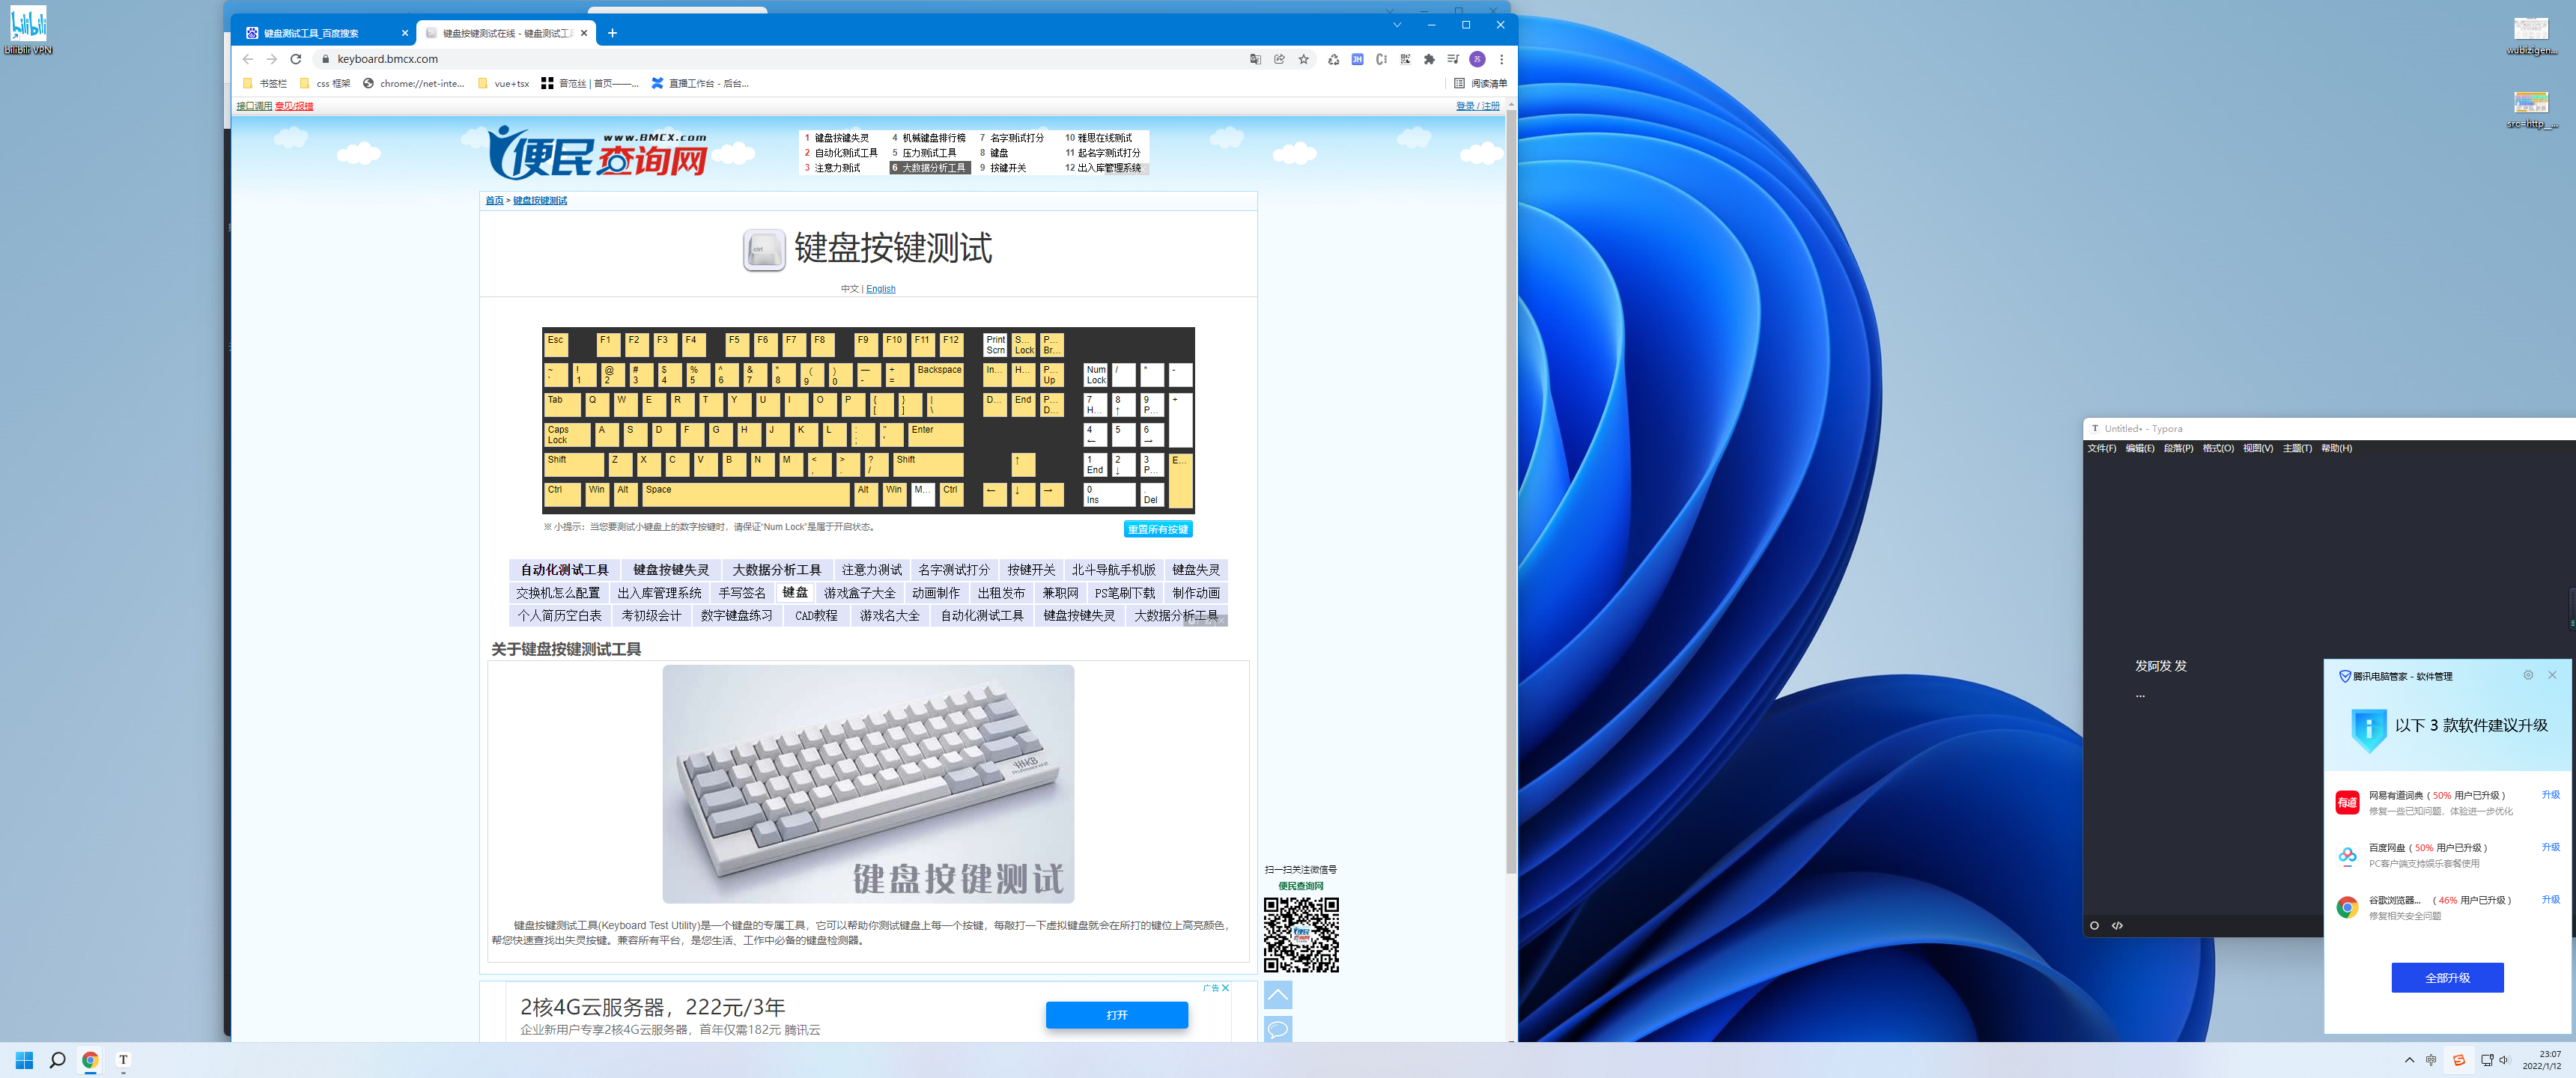 bilibili VPN
wubizigen...
src=http__...
键盘测试工具_百度搜索
键盘按键测试在线 - 键盘测试工具
keyboard.bmcx.com
书签栏
css 框架
chrome://net-inte...
vue+tsx
音范丝 | 首页——...
直播工作台 - 后台...
阅读清单
接口调用 意见/报错
登录 / 注册
www.BMCX.com
便民查询网
1 键盘按键失灵 4 机械键盘排行榜 7 名字测试打分 10 雅思在线测试
2 自动化测试工具 5 压力测试工具 8 键盘 11 起名字测试打分
3 注意力测试 6 大数据分析工具 9 按键开关 12 出入库管理系统
首页 > 键盘按键测试
ctrl
键盘按键测试
中文 | English
Esc F1 F2 F3 F4 F5 F6 F7 F8 F9 F10 F11 F12 Print Scrn S... Lock P... Br...
~ ` ! 1 @ 2 # 3 $ 4 % 5 ^ 6 & 7 * 8 ( 9 ) 0 — - + = Backspace In... H... P... Up Num Lock / * -
Tab Q W E R T Y U I O P { [ } ] | \ D... End P... D... 7 H... 8 ↑ 9 P... +
Caps Lock A S D F G H J K L : ; " ' Enter 4 ← 5 6 →
Shift Z X C V B N M < , > . ? / Shift ↑ 1 End 2 ↓ 3 P... E...
Ctrl Win Alt Space Alt Win M... Ctrl ← ↓ → 0 Ins . Del
※ 小提示：当您要测试小键盘上的数字按键时，请保证“Num Lock”是属于开启状态。
重置所有按键
自动化测试工具 键盘按键失灵 大数据分析工具 注意力测试 名字测试打分 按键开关 北斗导航手机版 键盘失灵
交换机怎么配置 出入库管理系统 手写签名 键盘 游戏盒子大全 动画制作 出租发布 兼职网 PS笔刷下载 制作动画
个人简历空白表 考初级会计 数字键盘练习 CAD教程 游戏名大全 自动化测试工具 键盘按键失灵 大数据分析工具
关于键盘按键测试工具
HHKB
Professional
键盘按键测试
键盘按键测试工具(Keyboard Test Utility)是一个键盘的专属工具，它可以帮助你测试键盘上每一个按键，每敲打一下虚拟键盘就会在所打的键位上高亮颜色，
帮您快速查找出失灵按键。兼容所有平台，是您生活、工作中必备的键盘检测器。
扫一扫关注微信号
便民查询网
广告
2核4G云服务器，222元/3年
企业新用户专享2核4G云服务器，首年仅需182元 腾讯云
打开
Untitled• - Typora
文件(F) 编辑(E) 段落(P) 格式(O) 视图(V) 主题(T) 帮助(H)
发阿发 发
...
腾讯电脑管家 - 软件管理
以下 3 款软件建议升级
有道
网易有道词典（50% 用户已升级）
升级
修复一些已知问题，体验进一步优化
百度网盘（50% 用户已升级）
升级
PC客户端支持娱乐套餐使用
谷歌浏览器... （46% 用户已升级）
升级
修复相关安全问题
全部升级
中
23:07
2022/1/12